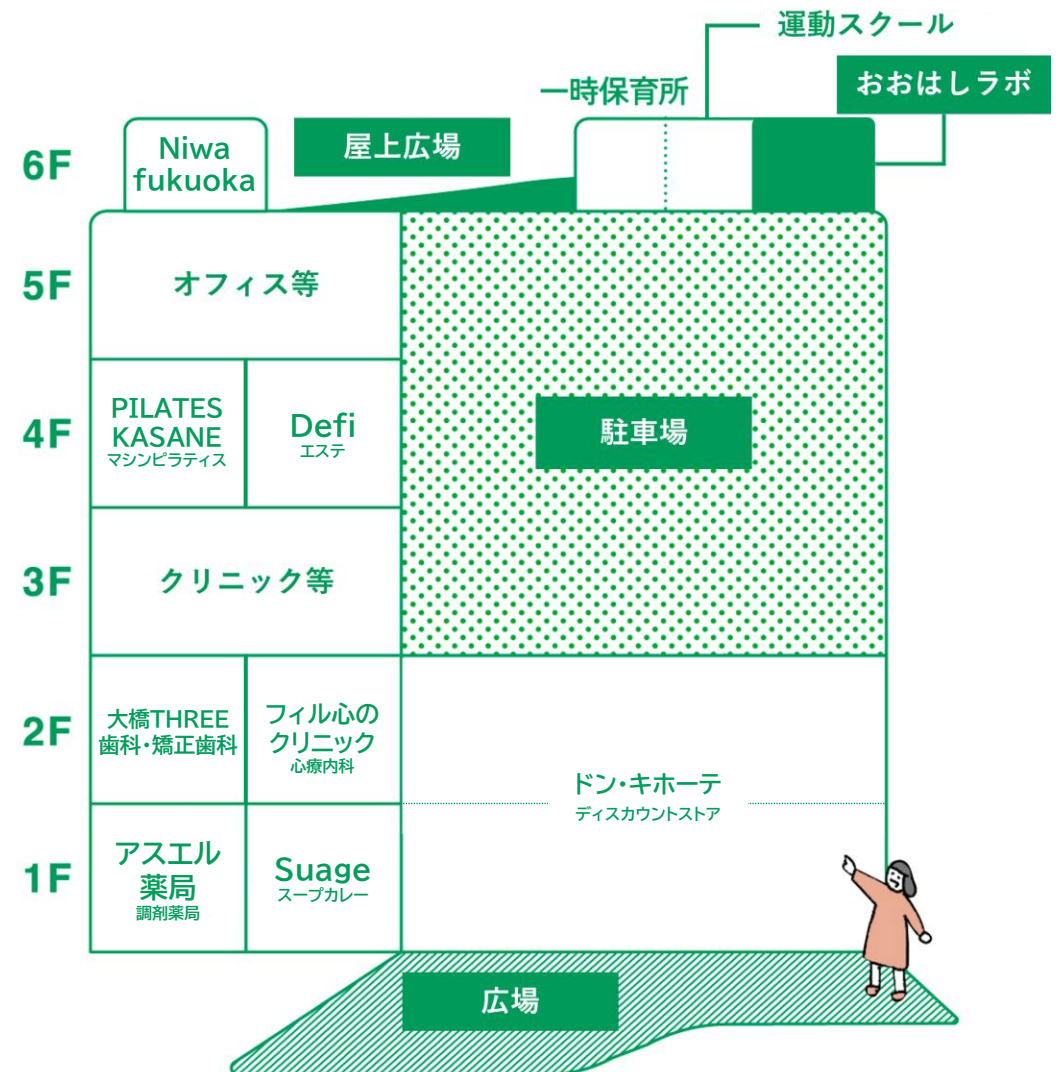 運動スクール
一時保育所
おおはしラボ
6F
Niwa
fukuoka
屋上広場
5F
オフィス等
4F
PILATES
KASANE
マシンピラティス
Defi
エステ
駐車場
3F
クリニック等
2F
大橋THREE
歯科・矯正歯科
フィル心の
クリニック
心療内科
ドン・キホーテ
ディスカウントストア
1F
アスエル
薬局
調剤薬局
Suage
スープカレー
広場